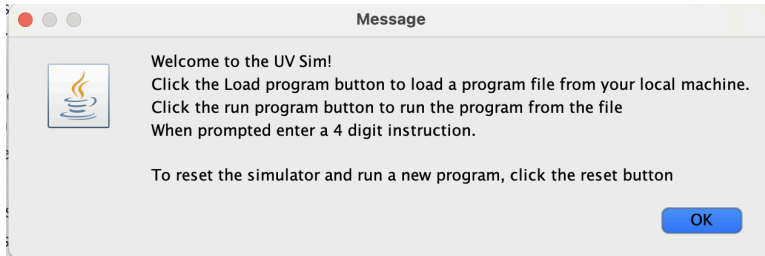 Message
Welcome to the UV Sim!
Click the Load program button to load a program file from your local machine.
Click the run program button to run the program from the file
When prompted enter a 4 digit instruction.
To reset the simulator and run a new program, click the reset button
OK